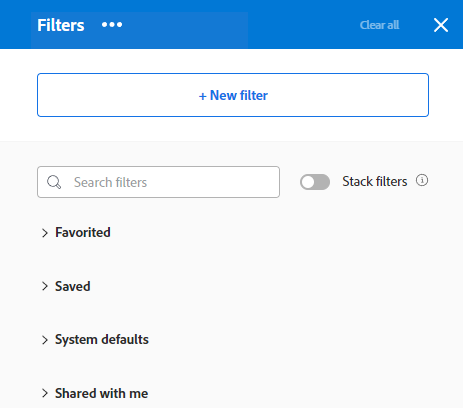 Filters ••• Clear all
+ New filter
Search filters Stack filters
Favorited
Saved
System defaults
Shared with me